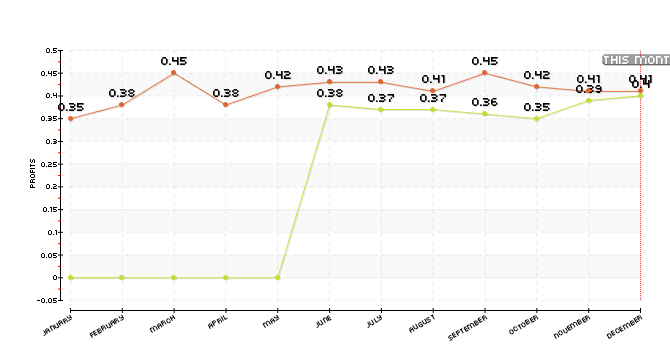 THIS MONT
0.5
0.45
0.4
0.35
0.3
0.25
0.2
0.15
0.1
0.05
0
-0.05
PROFITS
0.35
0.38
0.45
0.38
0.42
0.43
0.43
0.41
0.45
0.42
0.41
0.41
0.38
0.37
0.37
0.36
0.35
0.39
0.4
JANUARY
FEBRUARY
MARCH
APRIL
MAY
JUNE
JULY
AUGUST
SEPTEMBER
OCTOBER
NOVEMBER
DECEMBER